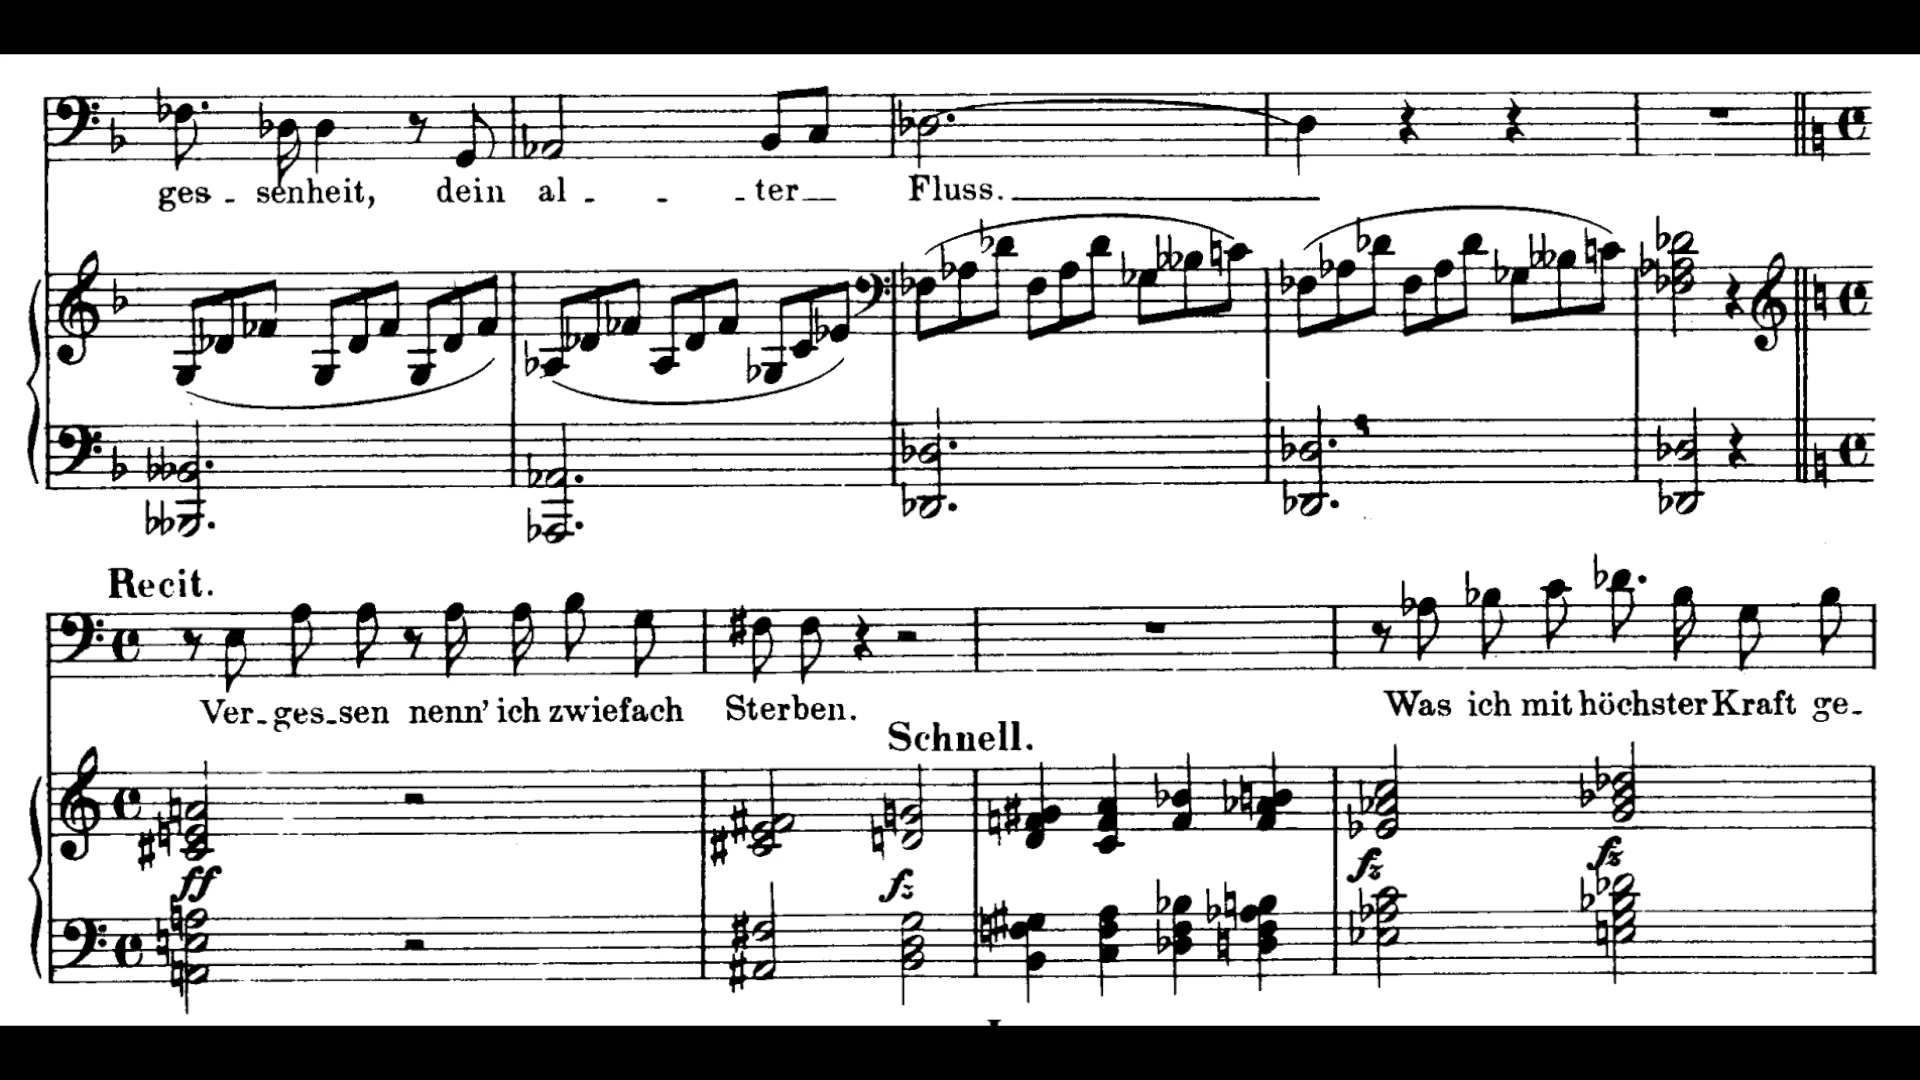 ges - senheit, dein al - - - ter Fluss.
Recit.
Ver-ges-sen nenn' ich zwiefach Sterben. Was ich mit höchster Kraft ge-
Schnell.
ff fz fz fz